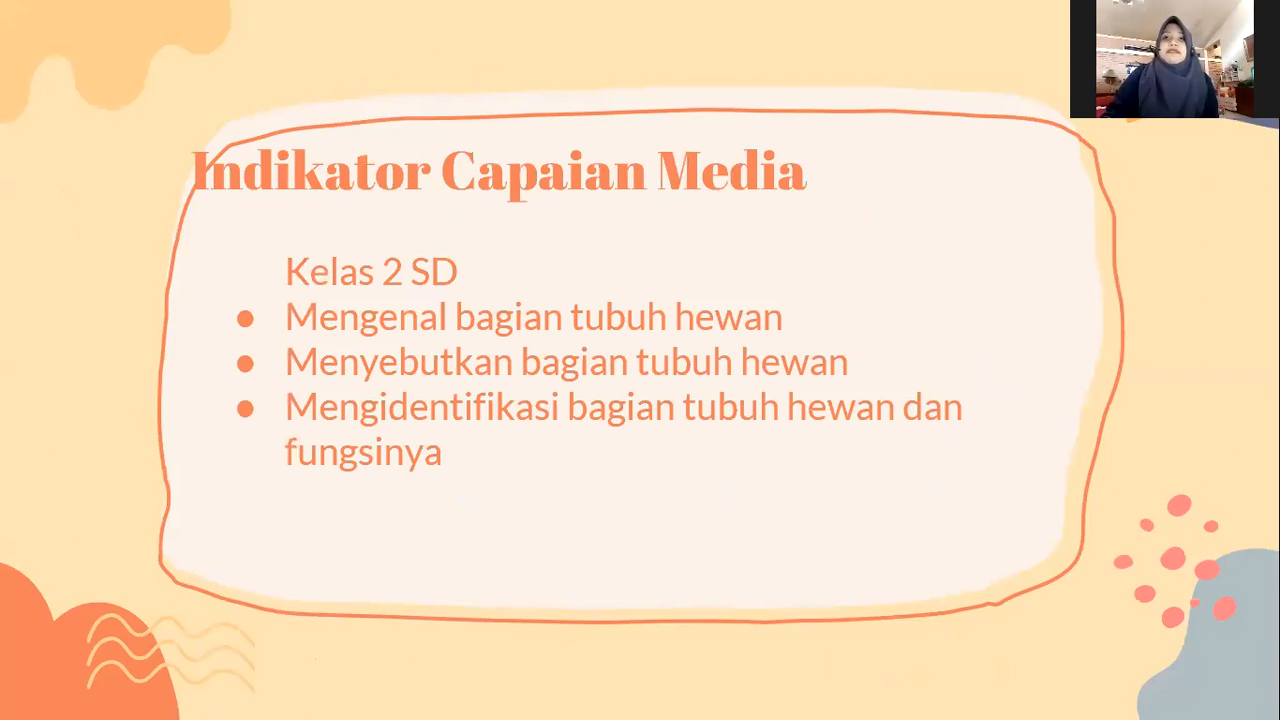 Indikator Capaian Media
Kelas 2 SD
● Mengenal bagian tubuh hewan
● Menyebutkan bagian tubuh hewan
● Mengidentifikasi bagian tubuh hewan dan
fungsinya